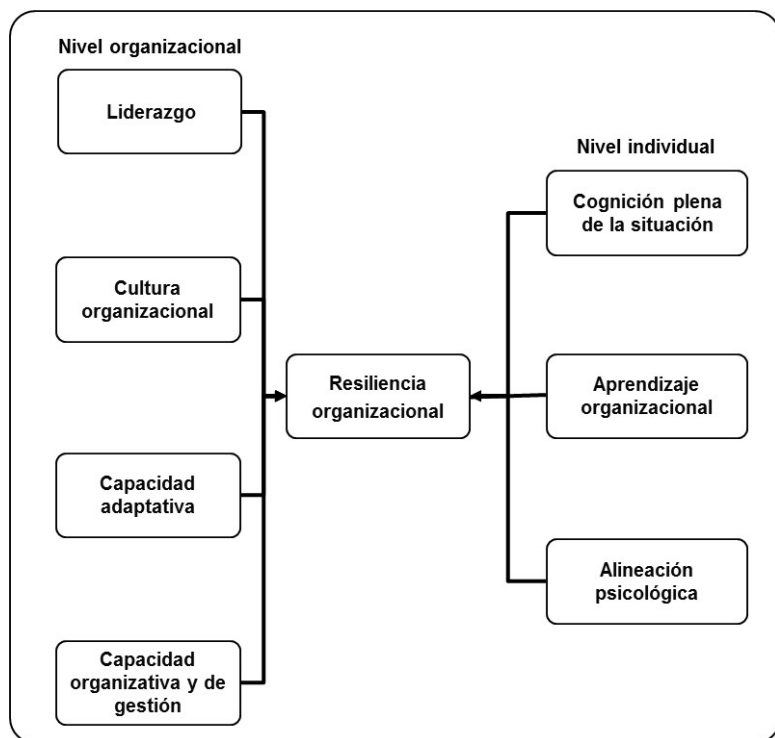 Nivel organizacional
Liderazgo
Cultura
organizacional
Capacidad
adaptativa
Capacidad
organizativa y de
gestión
Resiliencia
organizacional
Nivel individual
Cognición plena
de la situación
Aprendizaje
organizacional
Alineación
psicológica